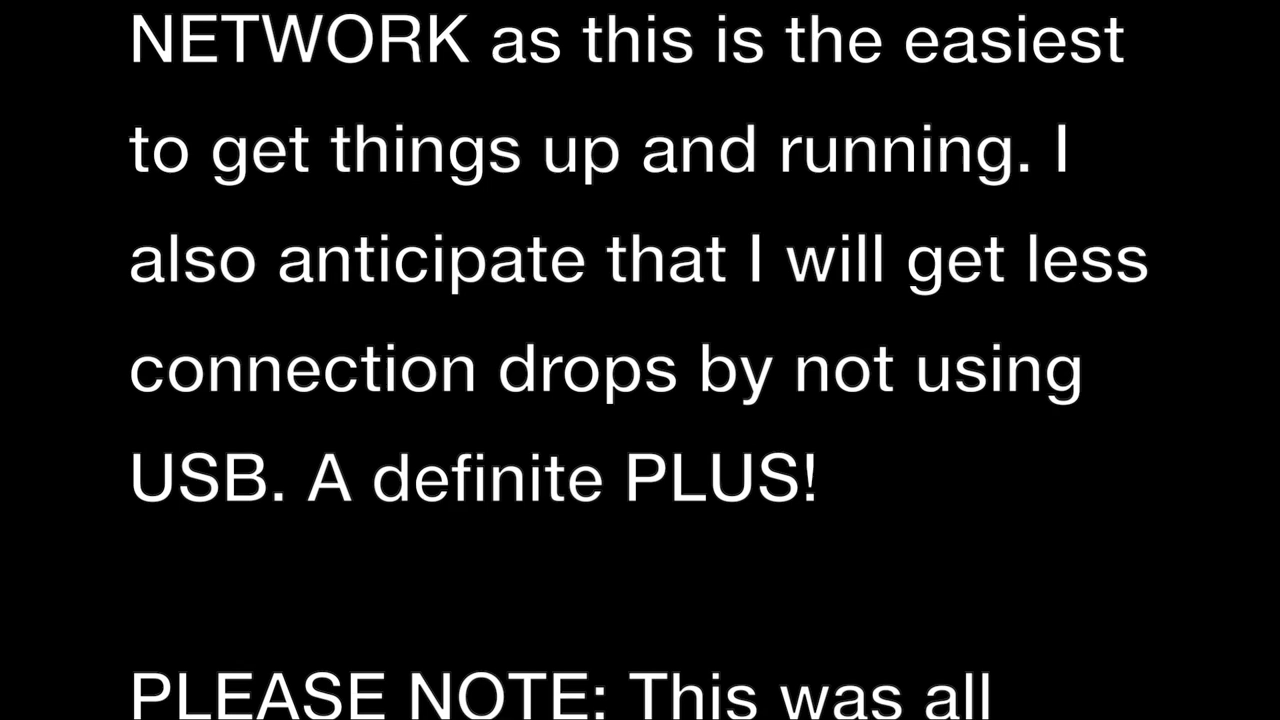 NETWORK as this is the easiest
to get things up and running. I
also anticipate that I will get less
connection drops by not using
USB. A definite PLUS!
PLEASE NOTE: This was all